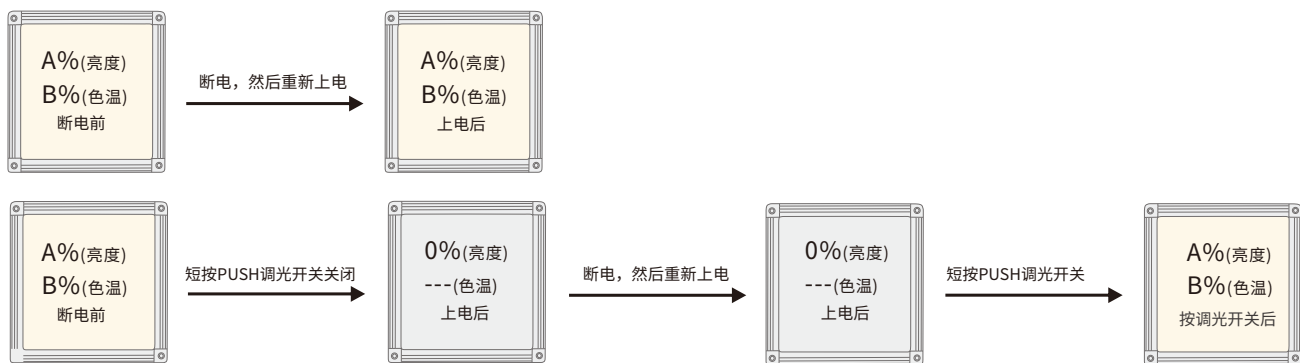 A%(亮度)
B%(色温)
断电前
断电，然后重新上电
A%(亮度)
B%(色温)
上电后
A%(亮度)
B%(色温)
断电前
短按PUSH调光开关关闭
0%(亮度)
---(色温)
上电后
断电，然后重新上电
0%(亮度)
---(色温)
上电后
短按PUSH调光开关
A%(亮度)
B%(色温)
按调光开关后